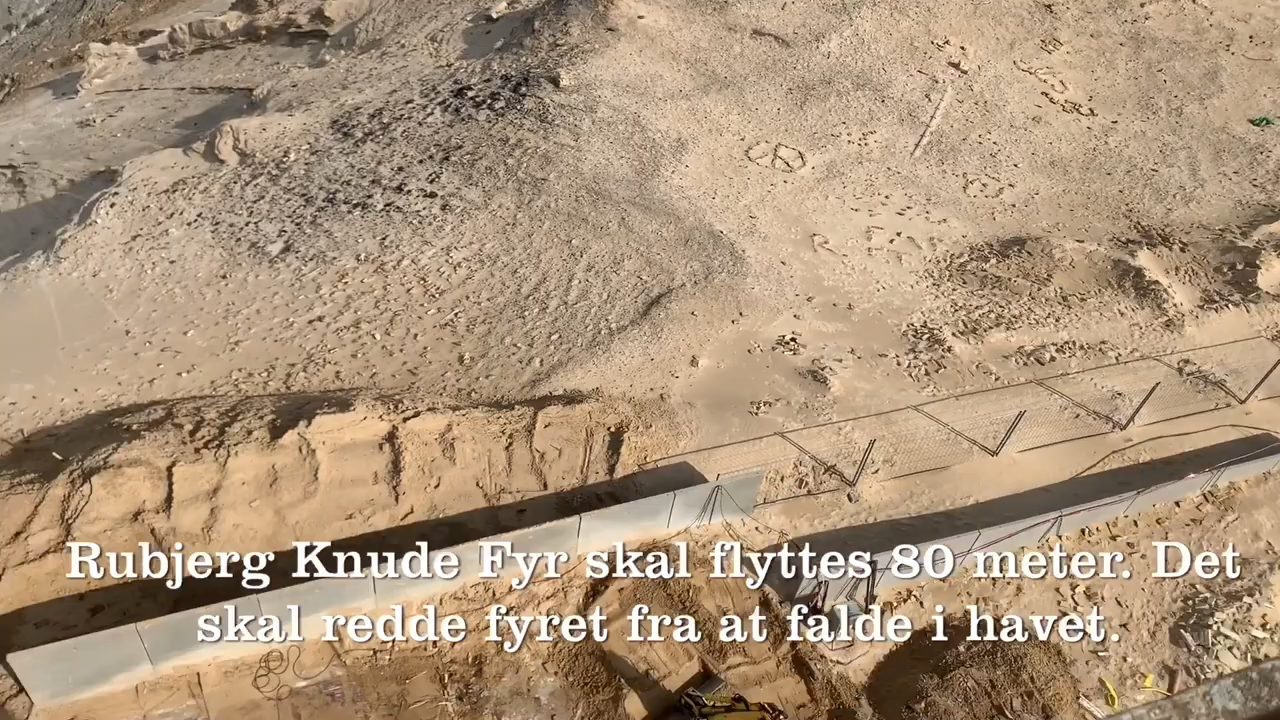 Rubjerg Knude Fyr skal flyttes 80 meter. Det
skal redde fyret fra at falde i havet.